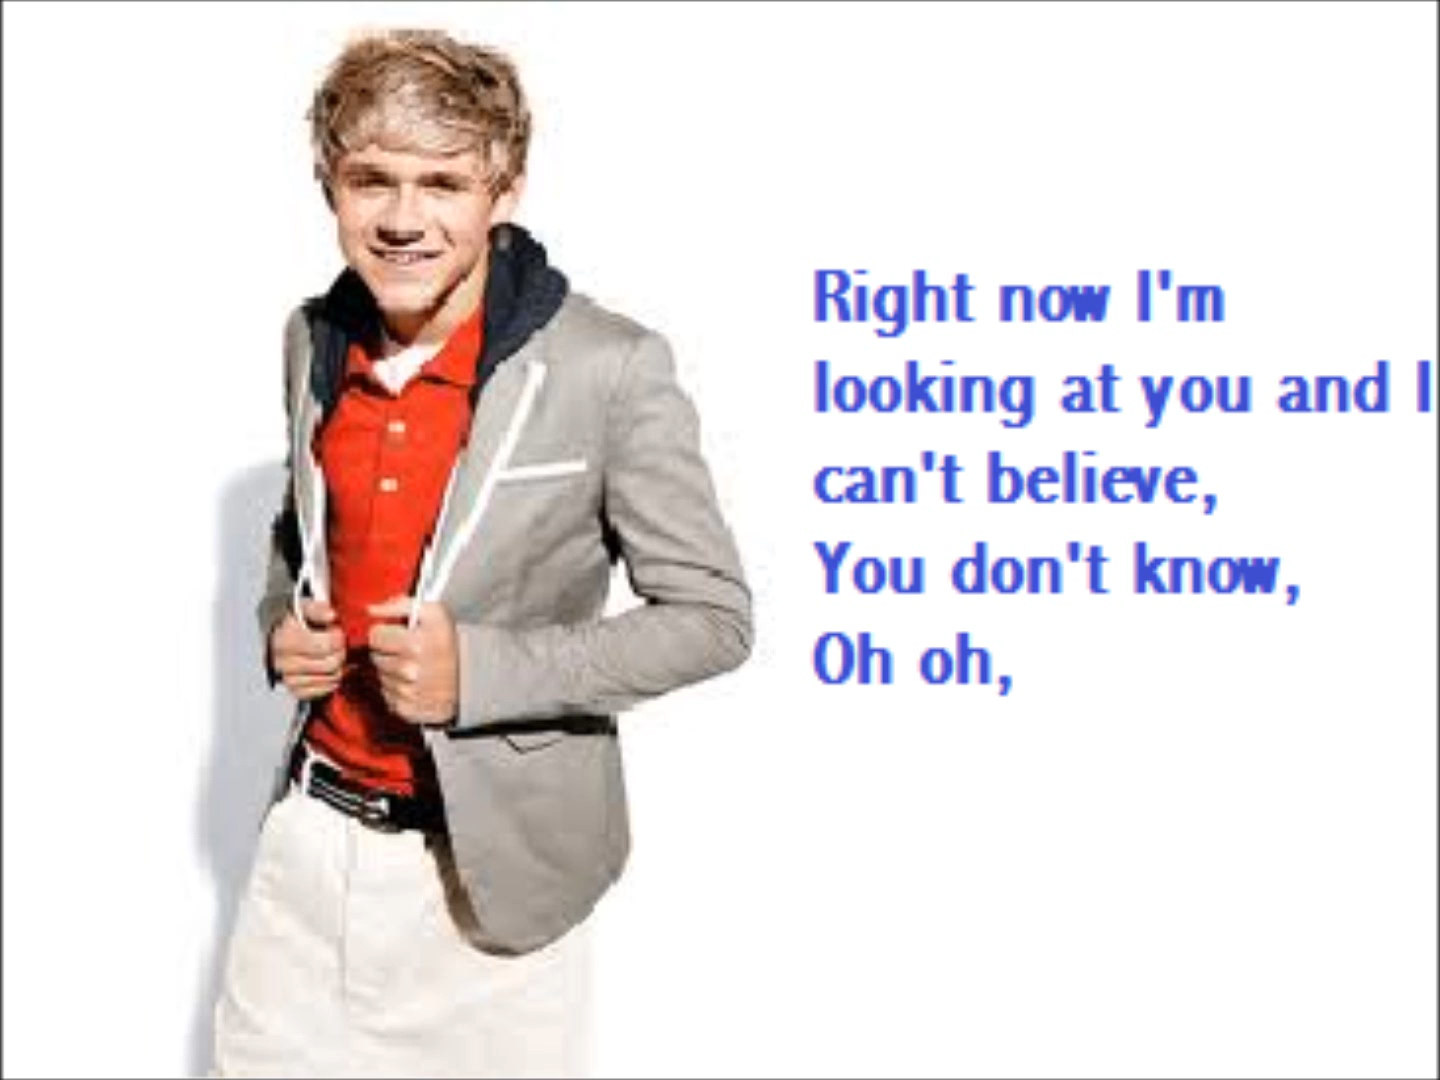 Right now I'm
looking at you and I
can't believe,
You don't know,
Oh oh,